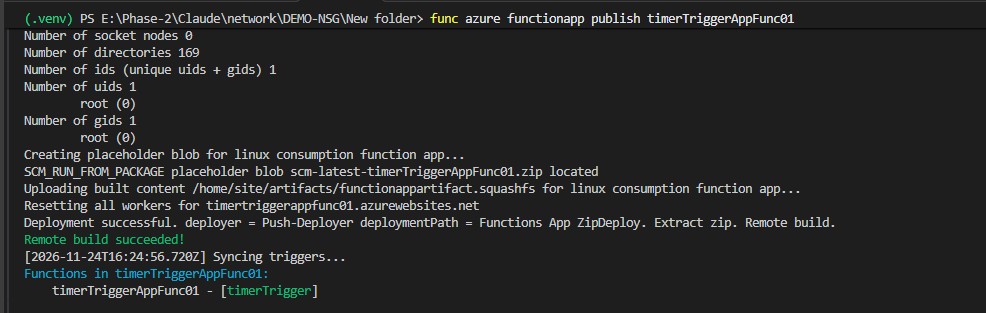 (.venv) PS E:\Phase-2\Claude\network\DEMO-NSG\New folder> func azure functionapp publish timerTriggerAppFunc01
Number of socket nodes 0
Number of directories 169
Number of ids (unique uids + gids) 1
Number of uids 1
root (0)
Number of gids 1
root (0)
Creating placeholder blob for linux consumption function app...
SCM_RUN_FROM_PACKAGE placeholder blob scm-latest-timerTriggerAppFunc01.zip located
Uploading built content /home/site/artifacts/functionappartifact.squashfs for linux consumption function app...
Resetting all workers for timertriggerappfunc01.azurewebsites.net
Deployment successful. deployer = Push-Deployer deploymentPath = Functions App ZipDeploy. Extract zip. Remote build.
Remote build succeeded!
[2026-11-24T16:24:56.720Z] Syncing triggers...
Functions in timerTriggerAppFunc01:
timerTriggerAppFunc01 - [timerTrigger]